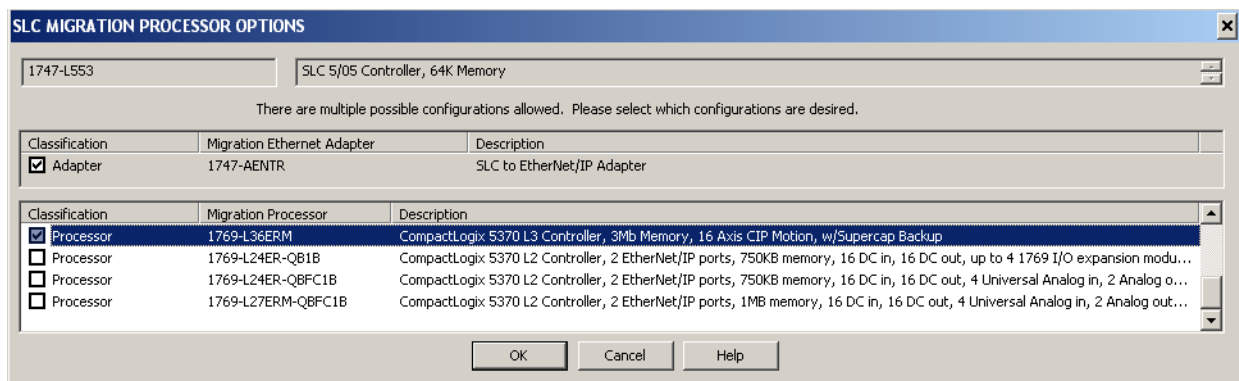 SLC MIGRATION PROCESSOR OPTIONS
1747-L553 SLC 5/05 Controller, 64K Memory
There are multiple possible configurations allowed. Please select which configurations are desired.
Classification Migration Ethernet Adapter Description
Adapter 1747-AENTR SLC to EtherNet/IP Adapter
Classification Migration Processor Description
Processor 1769-L36ERM CompactLogix 5370 L3 Controller, 3Mb Memory, 16 Axis CIP Motion, w/Supercap Backup
Processor 1769-L24ER-QB1B CompactLogix 5370 L2 Controller, 2 EtherNet/IP ports, 750KB memory, 16 DC in, 16 DC out, up to 4 1769 I/O expansion modu...
Processor 1769-L24ER-QBFC1B CompactLogix 5370 L2 Controller, 2 EtherNet/IP ports, 750KB memory, 16 DC in, 16 DC out, 4 Universal Analog in, 2 Analog o...
Processor 1769-L27ERM-QBFC1B CompactLogix 5370 L2 Controller, 2 EtherNet/IP ports, 1MB memory, 16 DC in, 16 DC out, 4 Universal Analog in, 2 Analog out...
OK Cancel Help